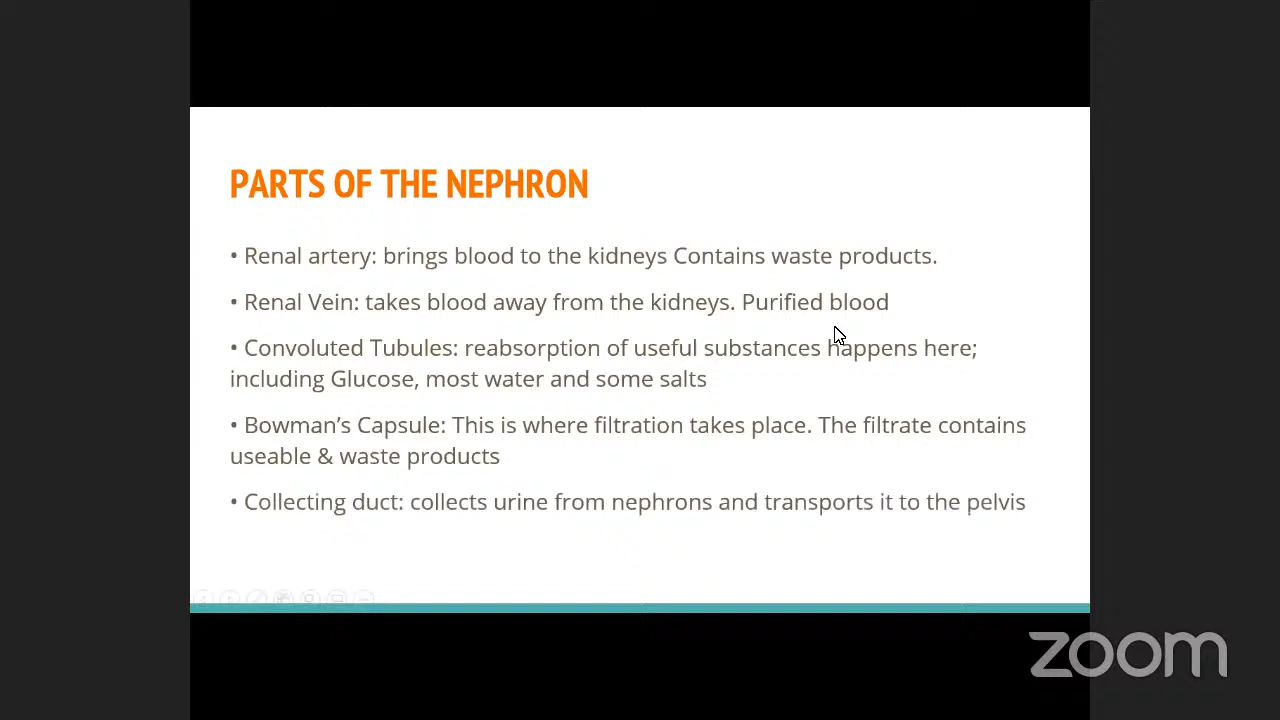 PARTS OF THE NEPHRON
• Renal artery: brings blood to the kidneys Contains waste products.
• Renal Vein: takes blood away from the kidneys. Purified blood
• Convoluted Tubules: reabsorption of useful substances happens here;
including Glucose, most water and some salts
• Bowman’s Capsule: This is where filtration takes place. The filtrate contains
useable & waste products
• Collecting duct: collects urine from nephrons and transports it to the pelvis
zoom